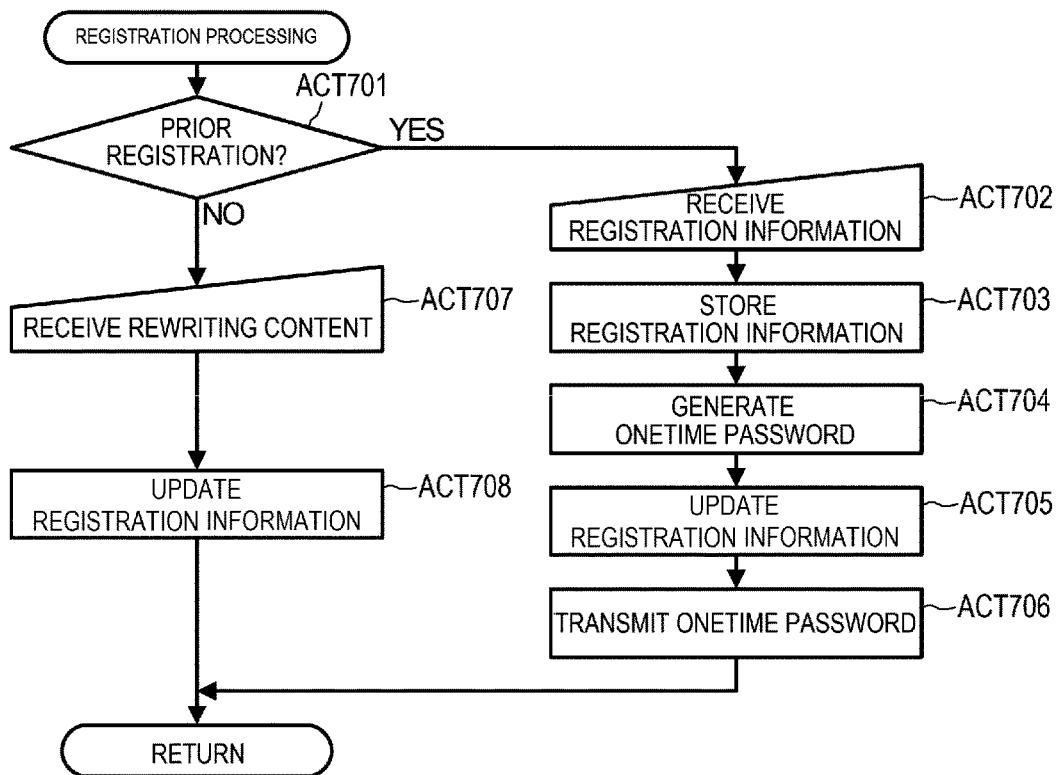 REGISTRATION PROCESSING
ACT701
PRIOR
REGISTRATION?
YES
NO
RECEIVE
REGISTRATION INFORMATION
ACT702
STORE
REGISTRATION INFORMATION
ACT703
GENERATE
ONETIME PASSWORD
ACT704
UPDATE
REGISTRATION INFORMATION
ACT705
TRANSMIT ONETIME PASSWORD
ACT706
RECEIVE REWRITING CONTENT
ACT707
UPDATE
REGISTRATION INFORMATION
ACT708
RETURN